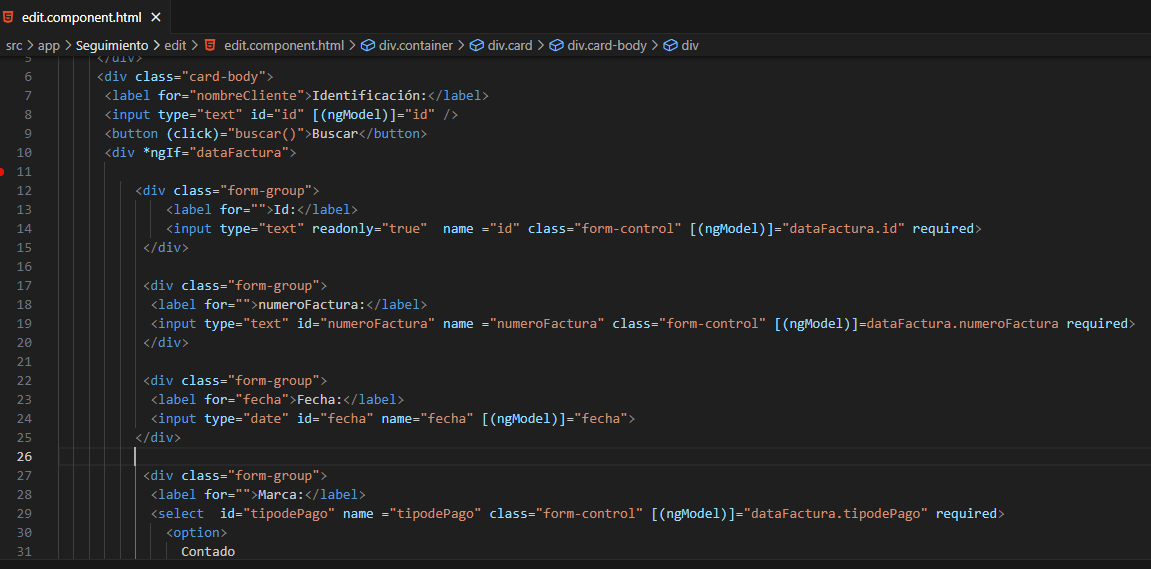 edit.component.html ×
src > app > Seguimiento > edit > edit.component.html > div.container > div.card > div.card-body > div
5 </div>
6 <div class="card-body">
7 <label for="nombreCliente">Identificación:</label>
8 <input type="text" id="id" [(ngModel)]="id" />
9 <button (click)="buscar()">Buscar</button>
10 <div *ngIf="dataFactura">
11
12 <div class="form-group">
13 <label for="">Id:</label>
14 <input type="text" readonly="true"  name ="id" class="form-control" [(ngModel)]="dataFactura.id" required>
15 </div>
16
17 <div class="form-group">
18 <label for="">numeroFactura:</label>
19 <input type="text" id="numeroFactura" name ="numeroFactura" class="form-control" [(ngModel)]=dataFactura.numeroFactura required>
20 </div>
21
22 <div class="form-group">
23 <label for="fecha">Fecha:</label>
24 <input type="date" id="fecha" name="fecha" [(ngModel)]="fecha">
25 </div>
26
27 <div class="form-group">
28 <label for="">Marca:</label>
29 <select  id="tipodePago" name ="tipodePago" class="form-control" [(ngModel)]="dataFactura.tipodePago" required>
30 <option>
31 Contado